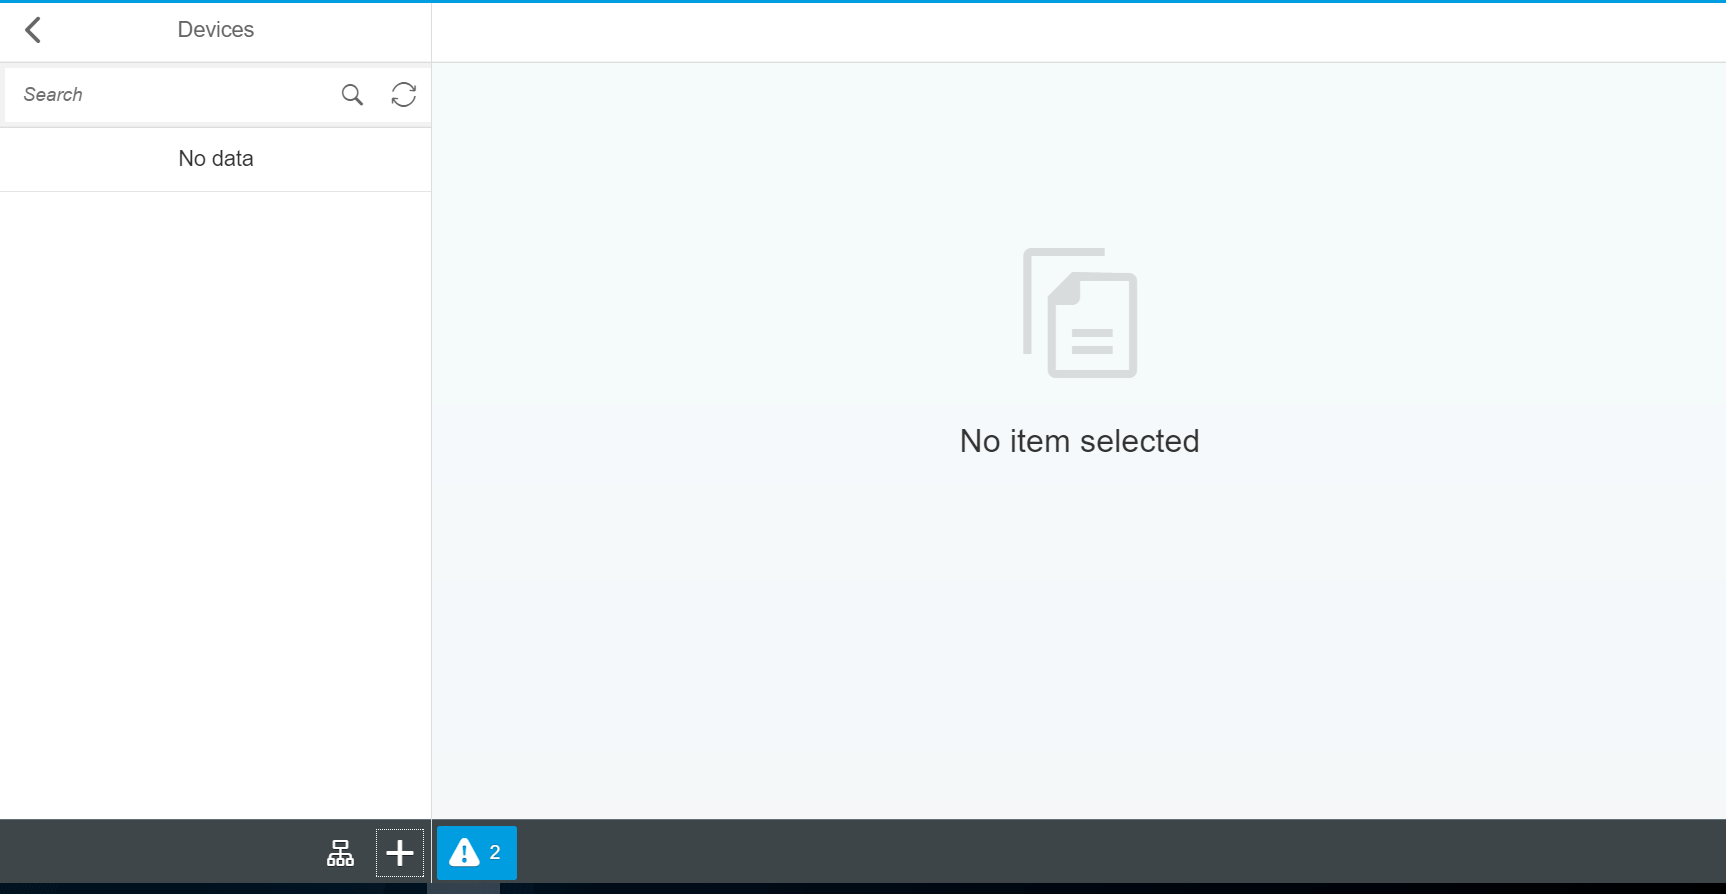 Devices
Search
No data
No item selected
2